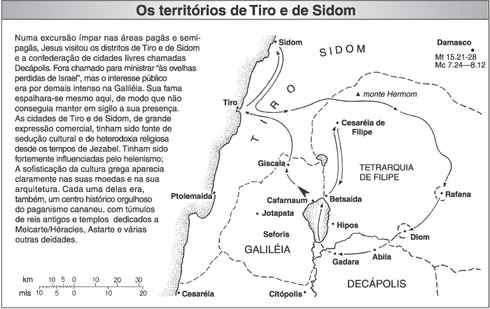 Os territórios de Tiro e de Sidom
Numa excursão ímpar nas áreas pagãs e semi-
pagãs, Jesus visitou os distritos de Tiro e de Sidom
e a confederação de cidades livres chamadas
Decápolis. Fora chamado para ministrar “às ovelhas
perdidas de Israel”, mas o interesse público
era por demais intenso na Galiléia. Sua fama
espalhara-se mesmo aqui, de modo que não
conseguia manter em sigilo a sua presença.
As cidades de Tiro e de Sidom, de grande
expressão comercial, tinham sido fonte de
sedução cultural e de heterodoxia religiosa
desde os tempos de Jezabel. Tinham sido
fortemente influenciadas pelo helenismo;
A sofisticação da cultura grega aparecia
claramente nas suas moedas e na sua
arquitetura. Cada uma delas era,
também, um centro histórico orgulhoso
do paganismo cananeu, com túmulos
de reis antigos e templos dedicados a
Melcarte/Héracles, Astarte e várias
outras deidades.
Sidom
SIDOM
Damasco
Mt 15.21-28
Mc 7.24—8.12
monte Hermom
TIRO
Tiro
Cesaréia de
Filipe
Giscala
TETRARQUIA
DE FILIPE
Ptolemaida
Cafarnaum
Betsaida
Rafana
Jotapata
Hipos
Seforis
Diom
GALILÉIA
Gadara
Abila
DECÁPOLIS
Cesaréia
Citópolis
km 10 5 0 10 20 30
mis 10 5 0 10 20